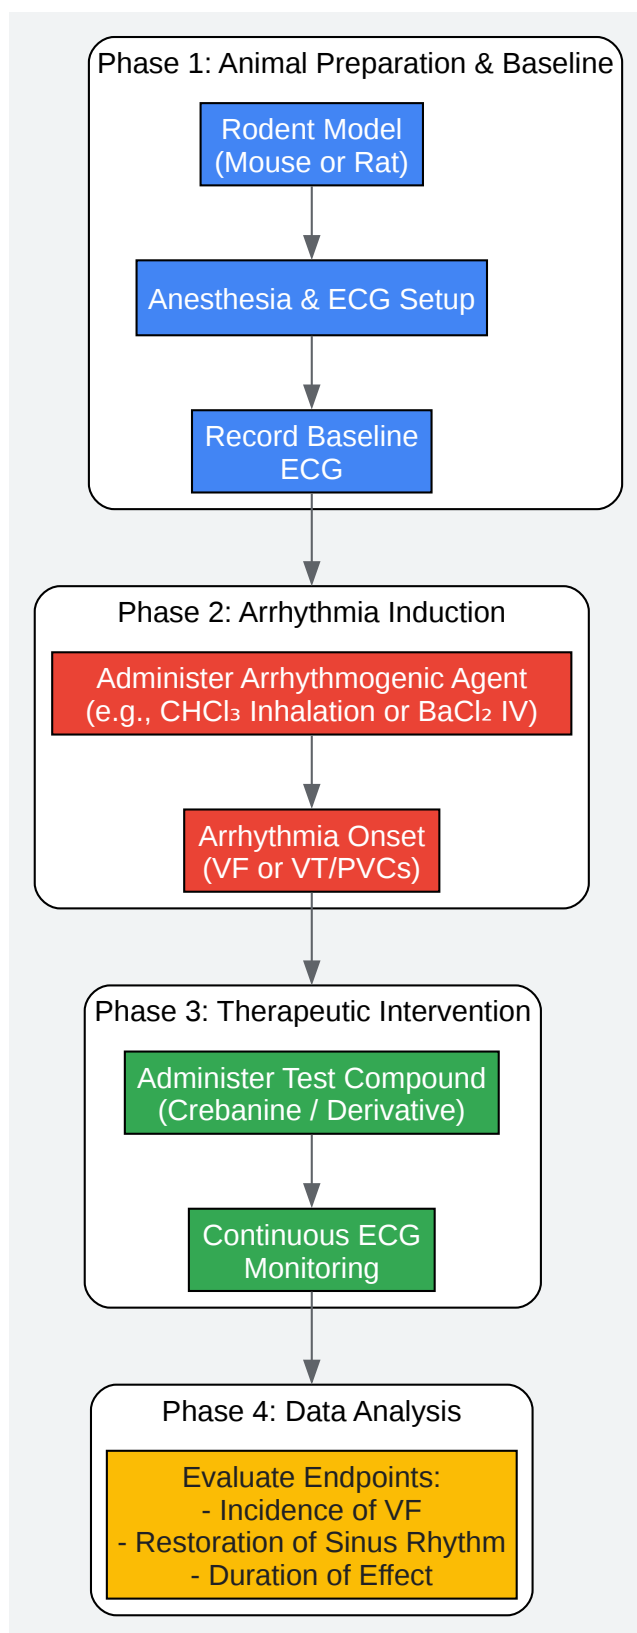 Phase 1: Animal Preparation & Baseline
Rodent Model
(Mouse or Rat)
Anesthesia & ECG Setup
Record Baseline
ECG
Phase 2: Arrhythmia Induction
Administer Arrhythmogenic Agent
(e.g., CHCl₃ Inhalation or BaCl₂ IV)
Arrhythmia Onset
(VF or VT/PVCs)
Phase 3: Therapeutic Intervention
Administer Test Compound
(Crebanine / Derivative)
Continuous ECG
Monitoring
Phase 4: Data Analysis
Evaluate Endpoints:
- Incidence of VF
- Restoration of Sinus Rhythm
- Duration of Effect